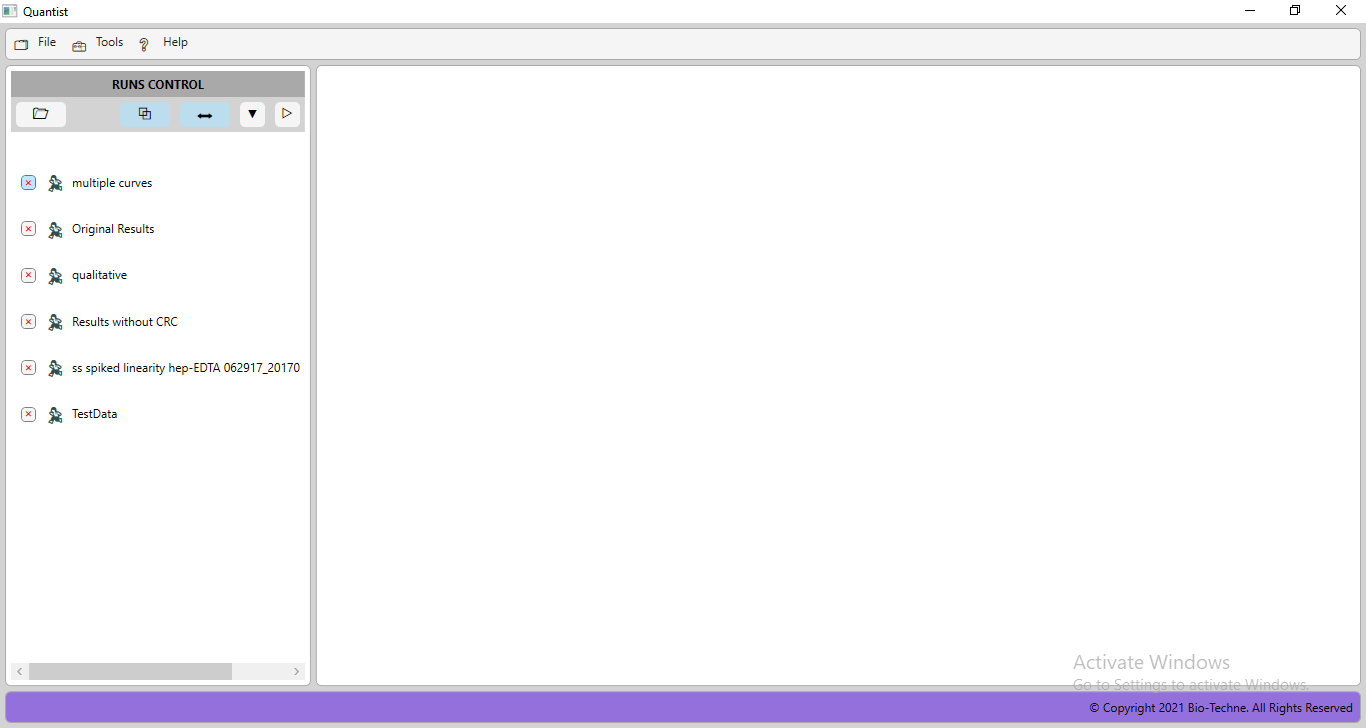 Quantist
File Tools Help
RUNS CONTROL
multiple curves
Original Results
qualitative
Results without CRC
ss spiked linearity hep-EDTA 062917_20170
TestData
Activate Windows
Go to Settings to activate Windows.
© Copyright 2021 Bio-Techne. All Rights Reserved